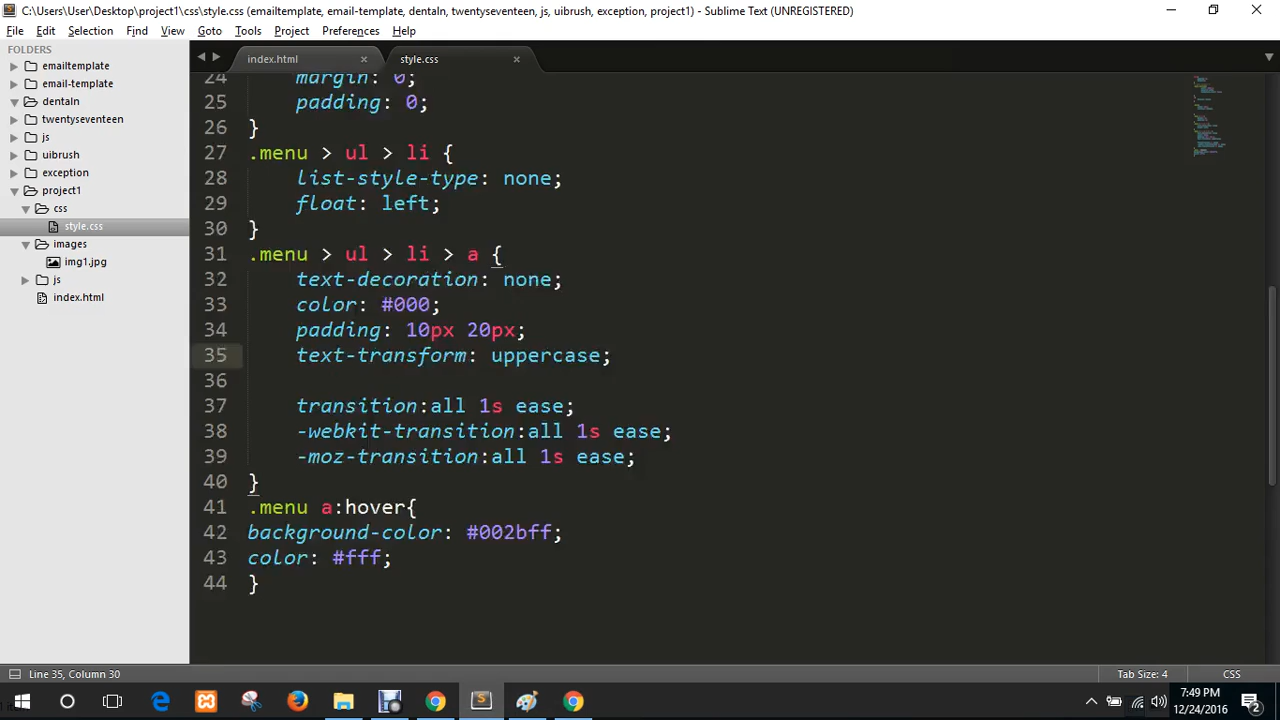 C:\Users\User\Desktop\project1\css\style.css (emailtemplate, email-template, dentaln, twentyseventeen, js, uibrush, exception, project1) - Sublime Text (UNREGISTERED)
File Edit Selection Find View Goto Tools Project Preferences Help
FOLDERS
emailtemplate
email-template
dentaln
twentyseventeen
js
uibrush
exception
project1
css
style.css
images
img1.jpg
js
index.html
index.html style.css
24 margin: 0;
25 padding: 0;
26 }
27 .menu > ul > li {
28 list-style-type: none;
29 float: left;
30 }
31 .menu > ul > li > a {
32 text-decoration: none;
33 color: #000;
34 padding: 10px 20px;
35 text-transform: uppercase;
36
37 transition:all 1s ease;
38 -webkit-transition:all 1s ease;
39 -moz-transition:all 1s ease;
40 }
41 .menu a:hover{
42 background-color: #002bff;
43 color: #fff;
44 }
Line 35, Column 30 Tab Size: 4 CSS
7:49 PM
12/24/2016
2